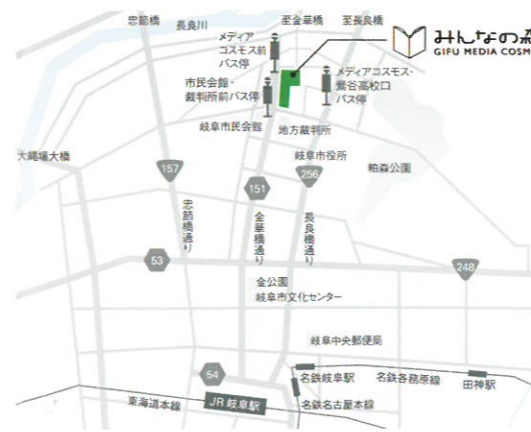 忠節橋
長良川
至金華橋
至長良橋
メディア
コスモス前
バス停
みんなの森
GIFU MEDIA COSM
市民会館・
裁判所前バス停
メディアコスモス・
鶯谷高校口
バス停
岐阜市民会館
地方裁判所
大縄場大橋
岐阜市役所
粕森公園
157
151
256
忠節橋通り
金華橋通り
長良橋通り
53
248
金公園
岐阜市文化センター
岐阜中央郵便局
54
名鉄岐阜駅
名鉄各務原線
田神駅
東海道本線
JR 岐阜駅
名鉄名古屋本線